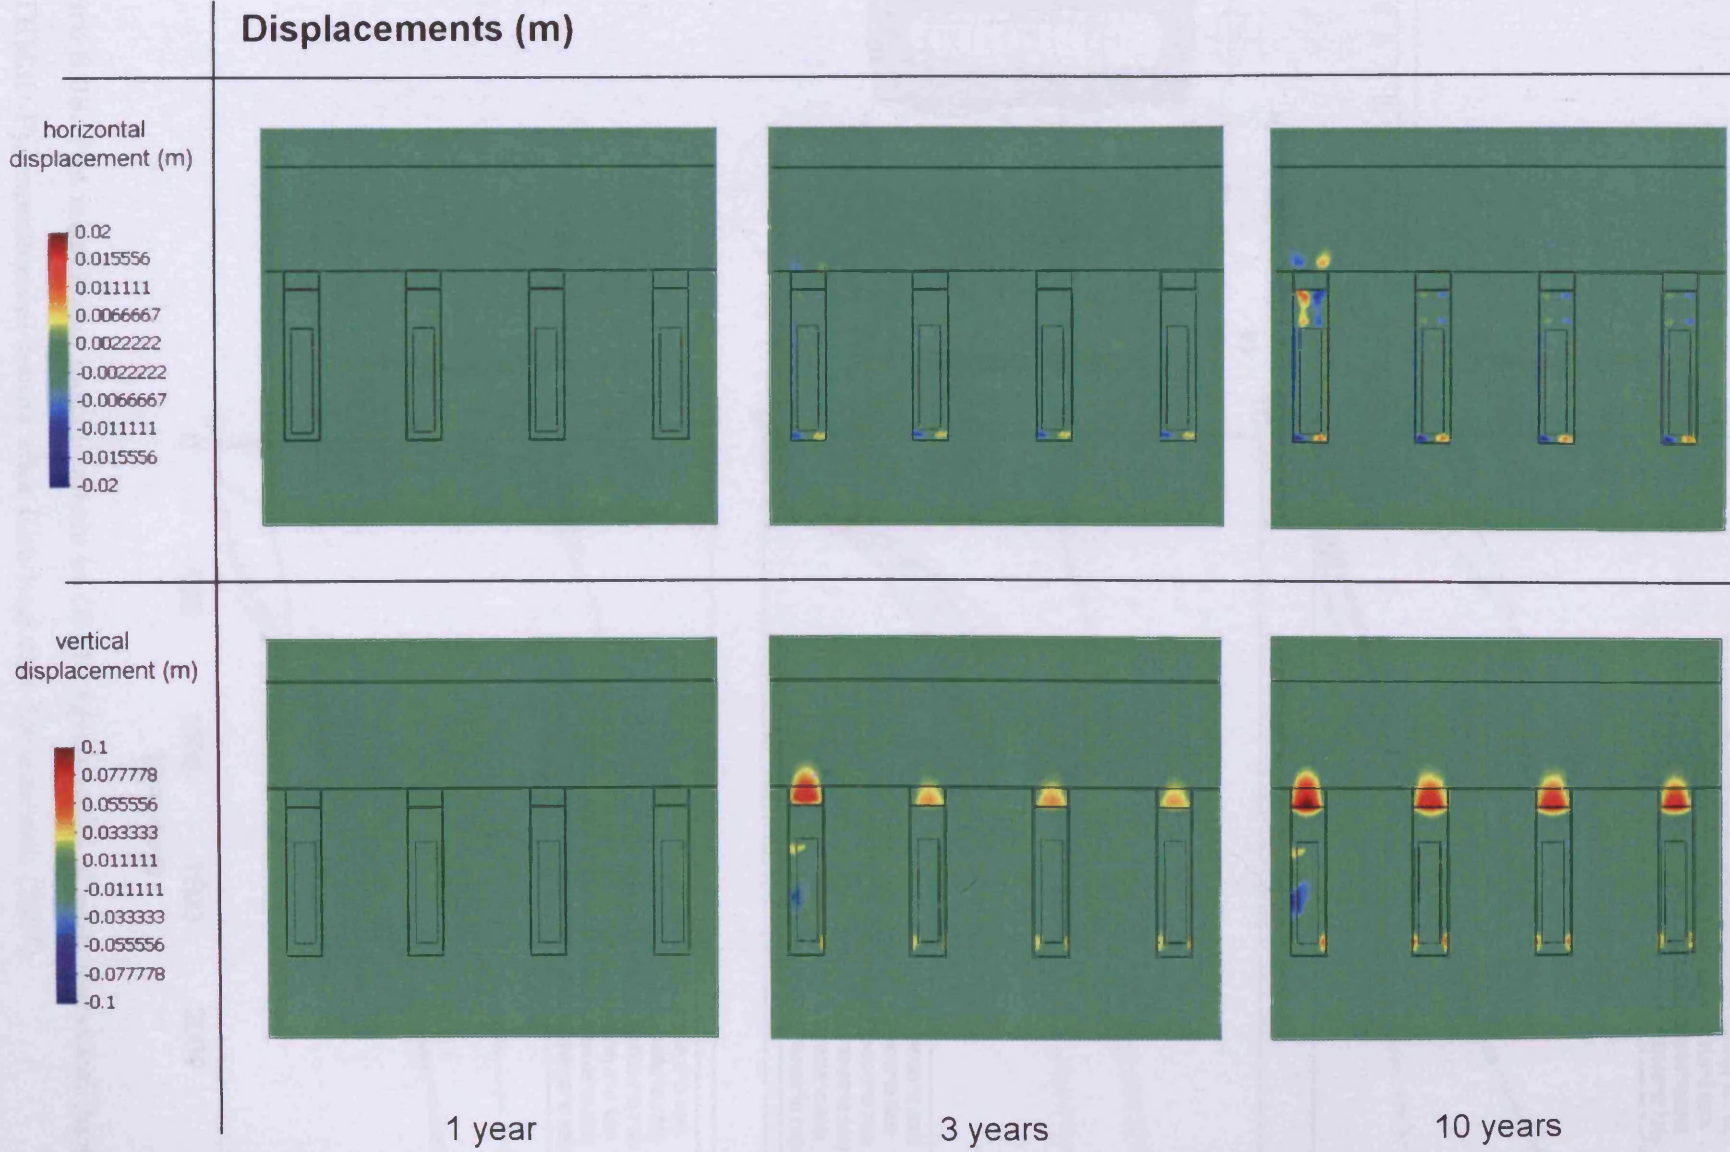 Displacements (m)
horizontal
displacement (m)
0.02
0.015556
0.011111
0.0066667
0.0022222
-0.0022222
-0.0066667
-0.011111
-0.015556
-0.02
vertical
displacement (m)
0.1
0.077778
0.055556
0.033333
0.011111
-0.011111
-0.033333
-0.055556
-0.077778
-0.1
1 year
3 years
10 years